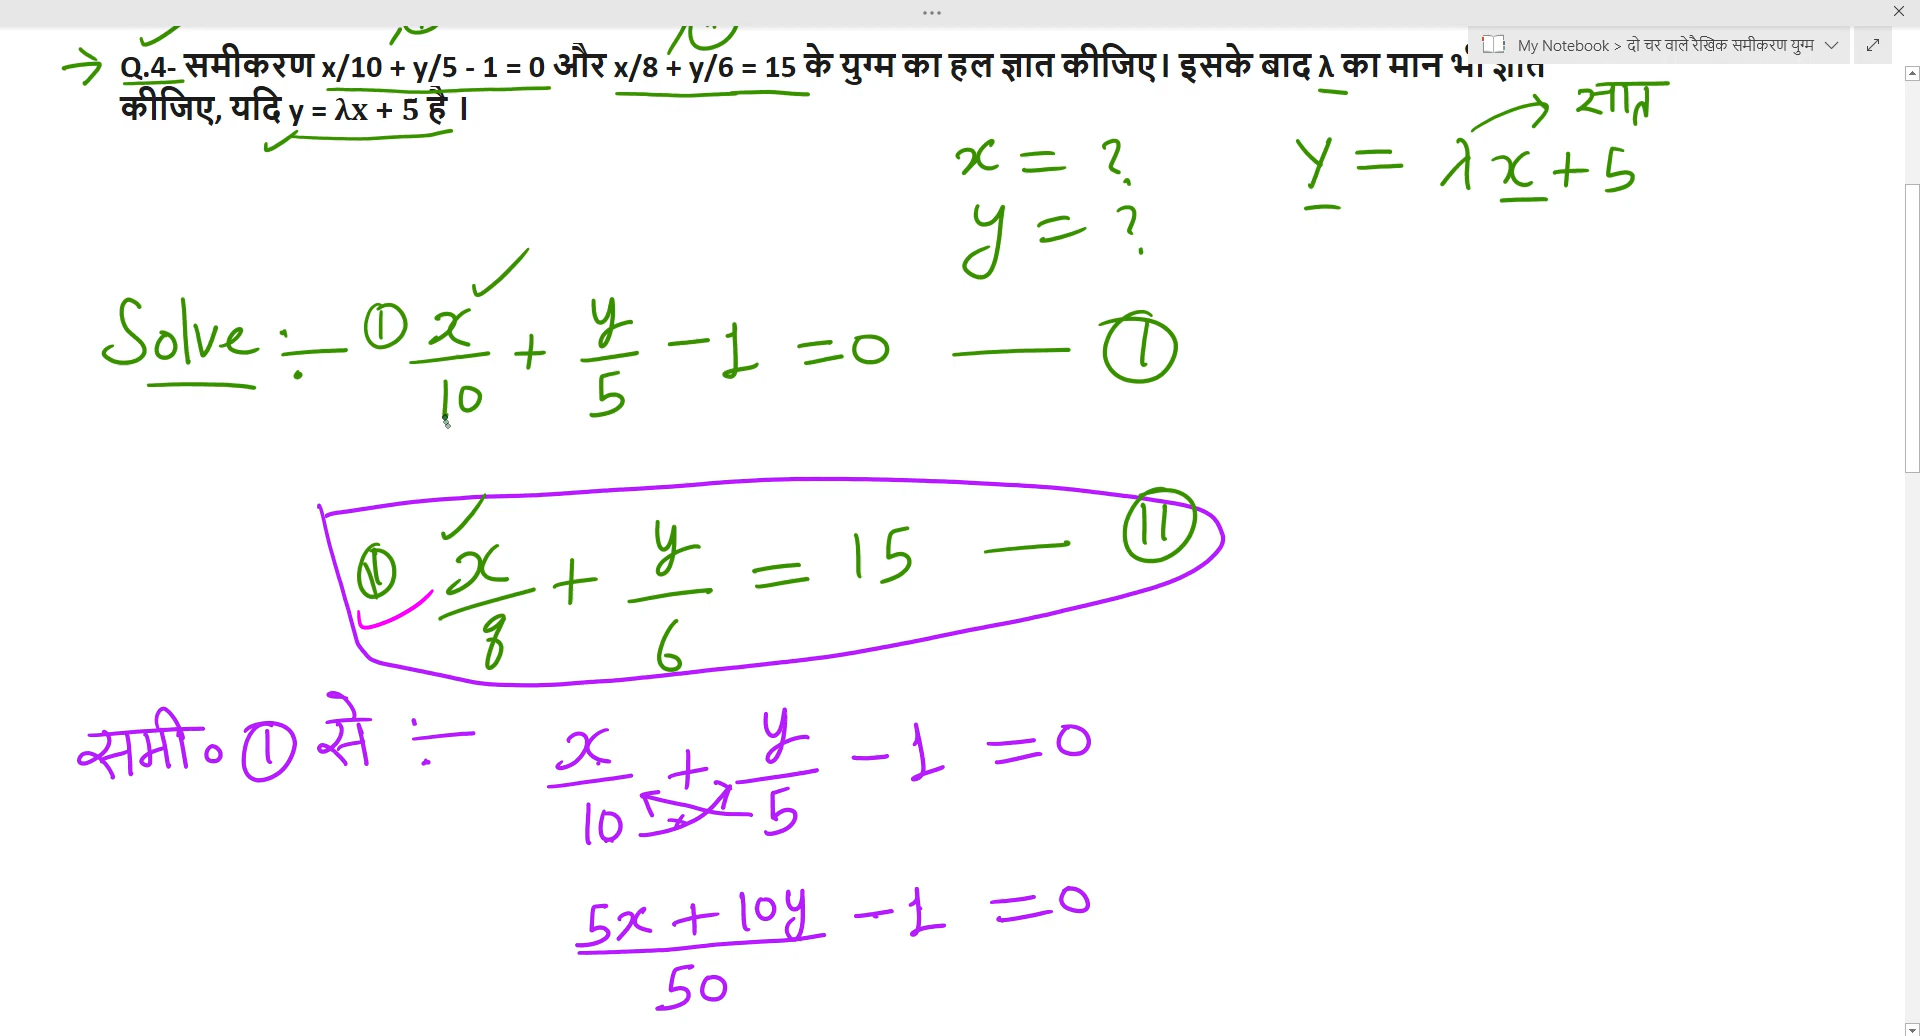 My Notebook > दो चर वाले रैखिक समीकरण युग्म
Q.4- समीकरण x/10 + y/5 - 1 = 0 और x/8 + y/6 = 15 के युग्म का हल ज्ञात कीजिए। इसके बाद λ का मान भी ज्ञात
कीजिए, यदि y = λx + 5 है ।
ज्ञात
x = ?
y = λx + 5
y = ?
Solve :- ① x/10 + y/5 - 1 = 0 — ①
⑪ x/8 + y/6 = 15 — ⑪
समी० ① से :- x/10 + y/5 - 1 = 0
5x + 10y/50 - 1 = 0